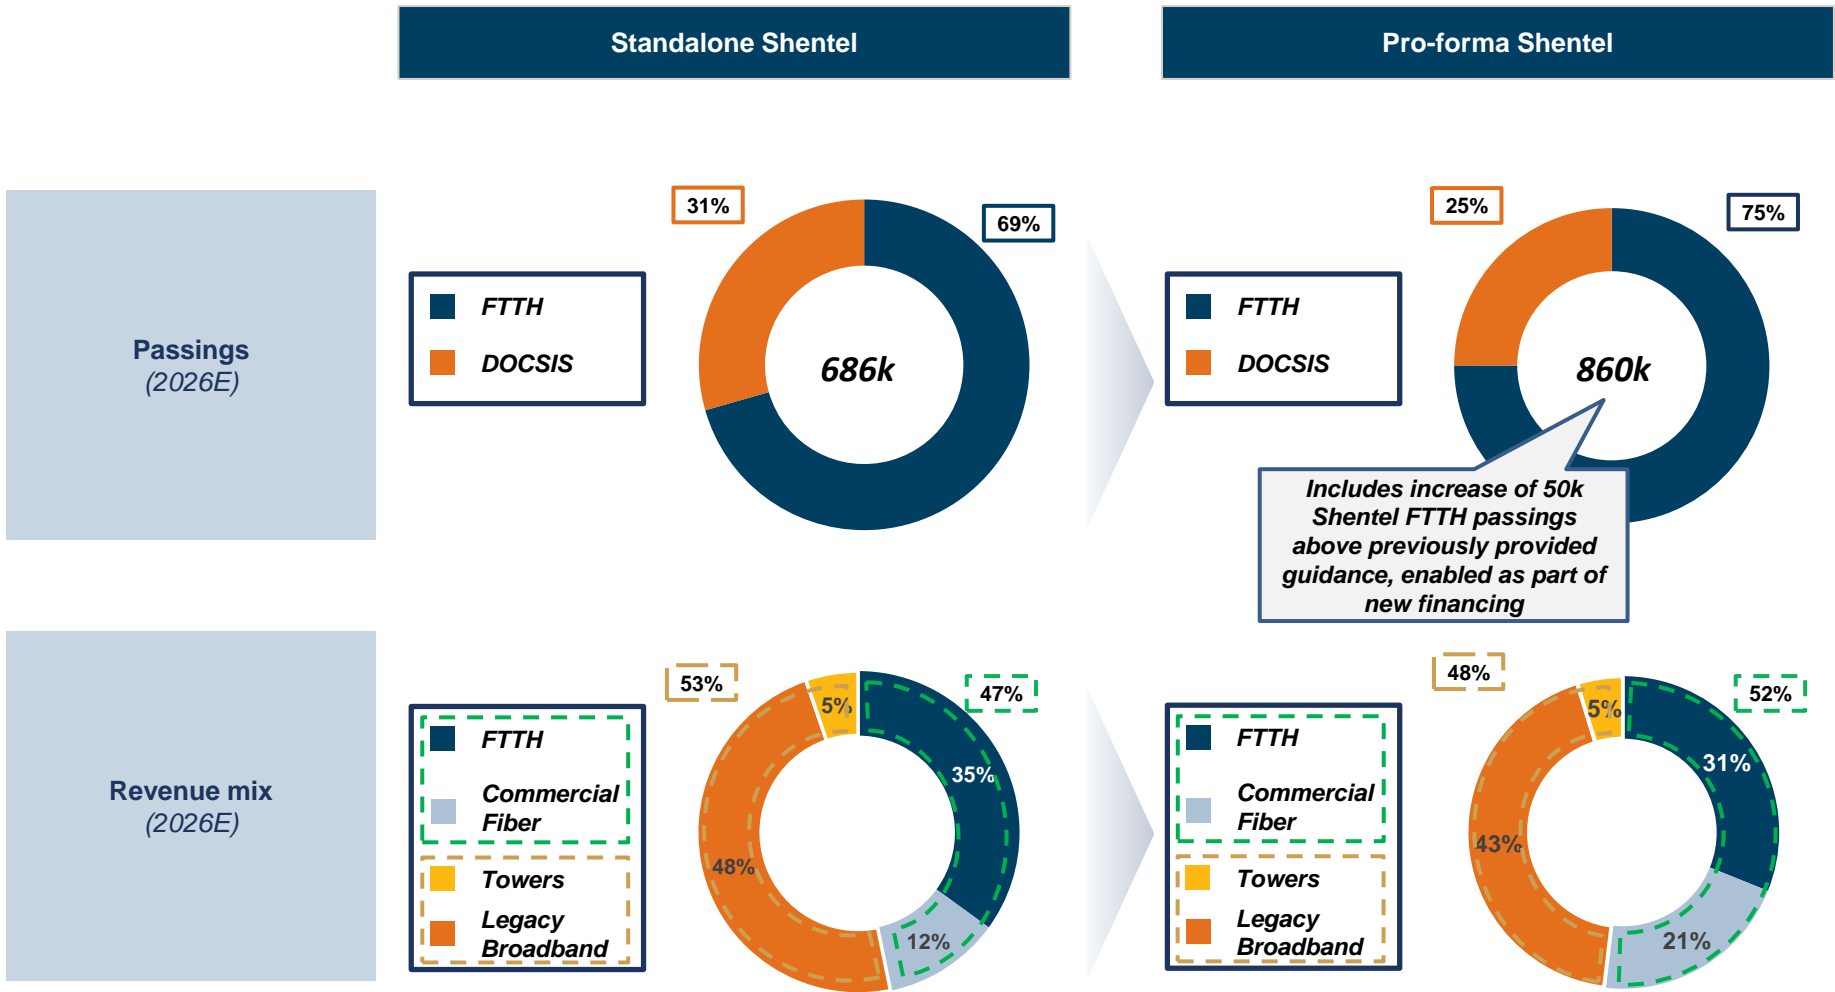 Standalone Shentel
Pro-forma Shentel
Passings
(2026E)
FTTH
DOCSIS
31%
69%
686k
FTTH
DOCSIS
25%
75%
860k
Includes increase of 50k
Shentel FTTH passings
above previously provided
guidance, enabled as part of
new financing
Revenue mix
(2026E)
FTTH
Commercial
Fiber
Towers
Legacy
Broadband
53%
47%
5%
35%
48%
12%
FTTH
Commercial
Fiber
Towers
Legacy
Broadband
48%
52%
5%
31%
43%
21%